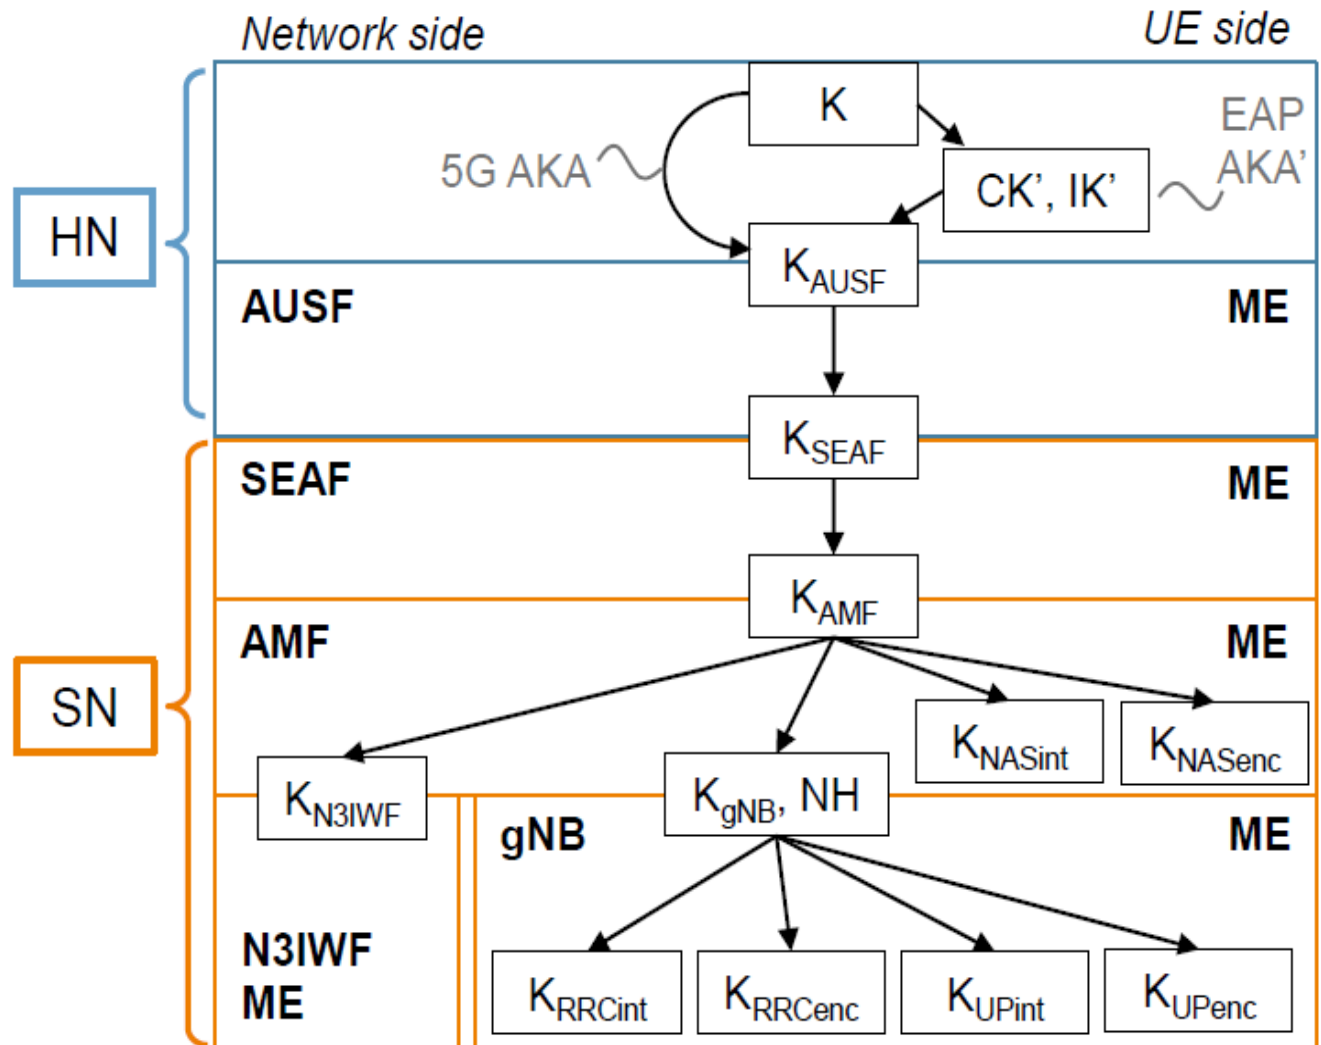 Network side
UE side
K
EAP
AKA’
5G AKA
CK’, IK’
HN
KAUSF
AUSF
ME
KSEAF
SEAF
ME
KAMF
AMF
ME
SN
KNASint
KNASenc
KN3IWF
KgNB, NH
gNB
ME
N3IWF
ME
KRRCint
KRRCenc
KUPint
KUPenc